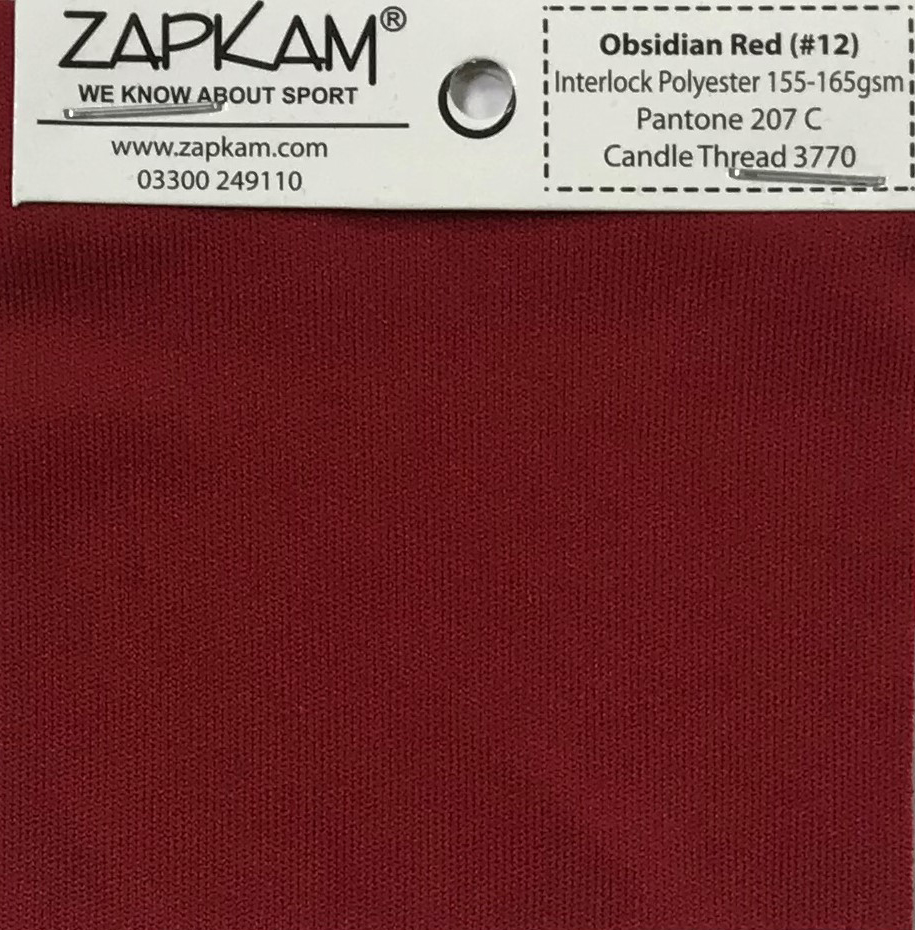 ZAPKAM®
WE KNOW ABOUT SPORT
www.zapkam.com
03300 249110
Obsidian Red (#12)
Interlock Polyester 155-165gsm
Pantone 207 C
Candle Thread 3770